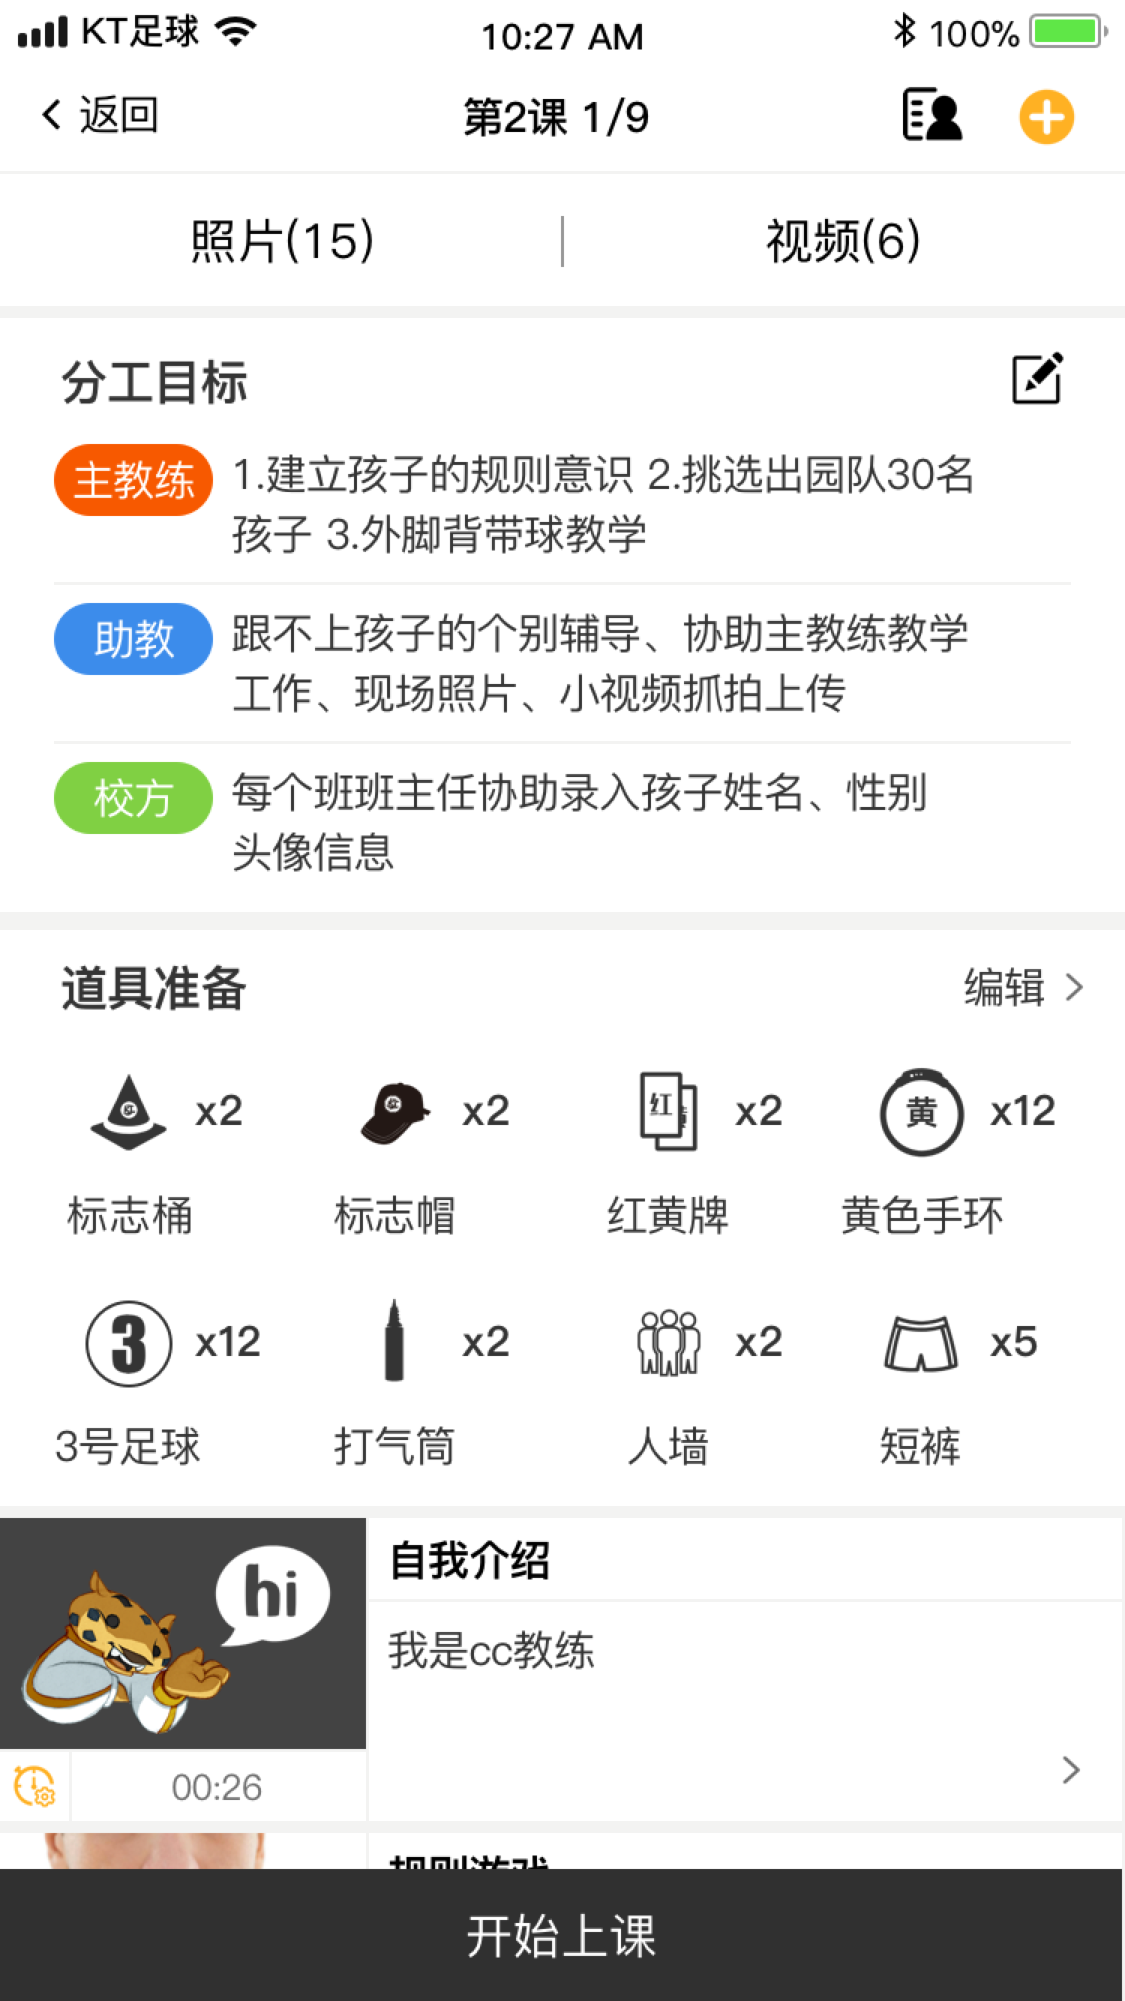 KT足球
10:27 AM
100%
返回
第2课 1/9
照片(15)
视频(6)
分工目标
主教练
1.建立孩子的规则意识 2.挑选出园队30名
孩子 3.外脚背带球教学
助教
跟不上孩子的个别辅导、协助主教练教学
工作、现场照片、小视频抓拍上传
校方
每个班班主任协助录入孩子姓名、性别
头像信息
道具准备
编辑
x2
x2
红
x2
黄
x12
标志桶
标志帽
红黄牌
黄色手环
3
x12
x2
x2
x5
3号足球
打气筒
人墙
短裤
hi
自我介绍
我是cc教练
00:26
规则游戏
开始上课